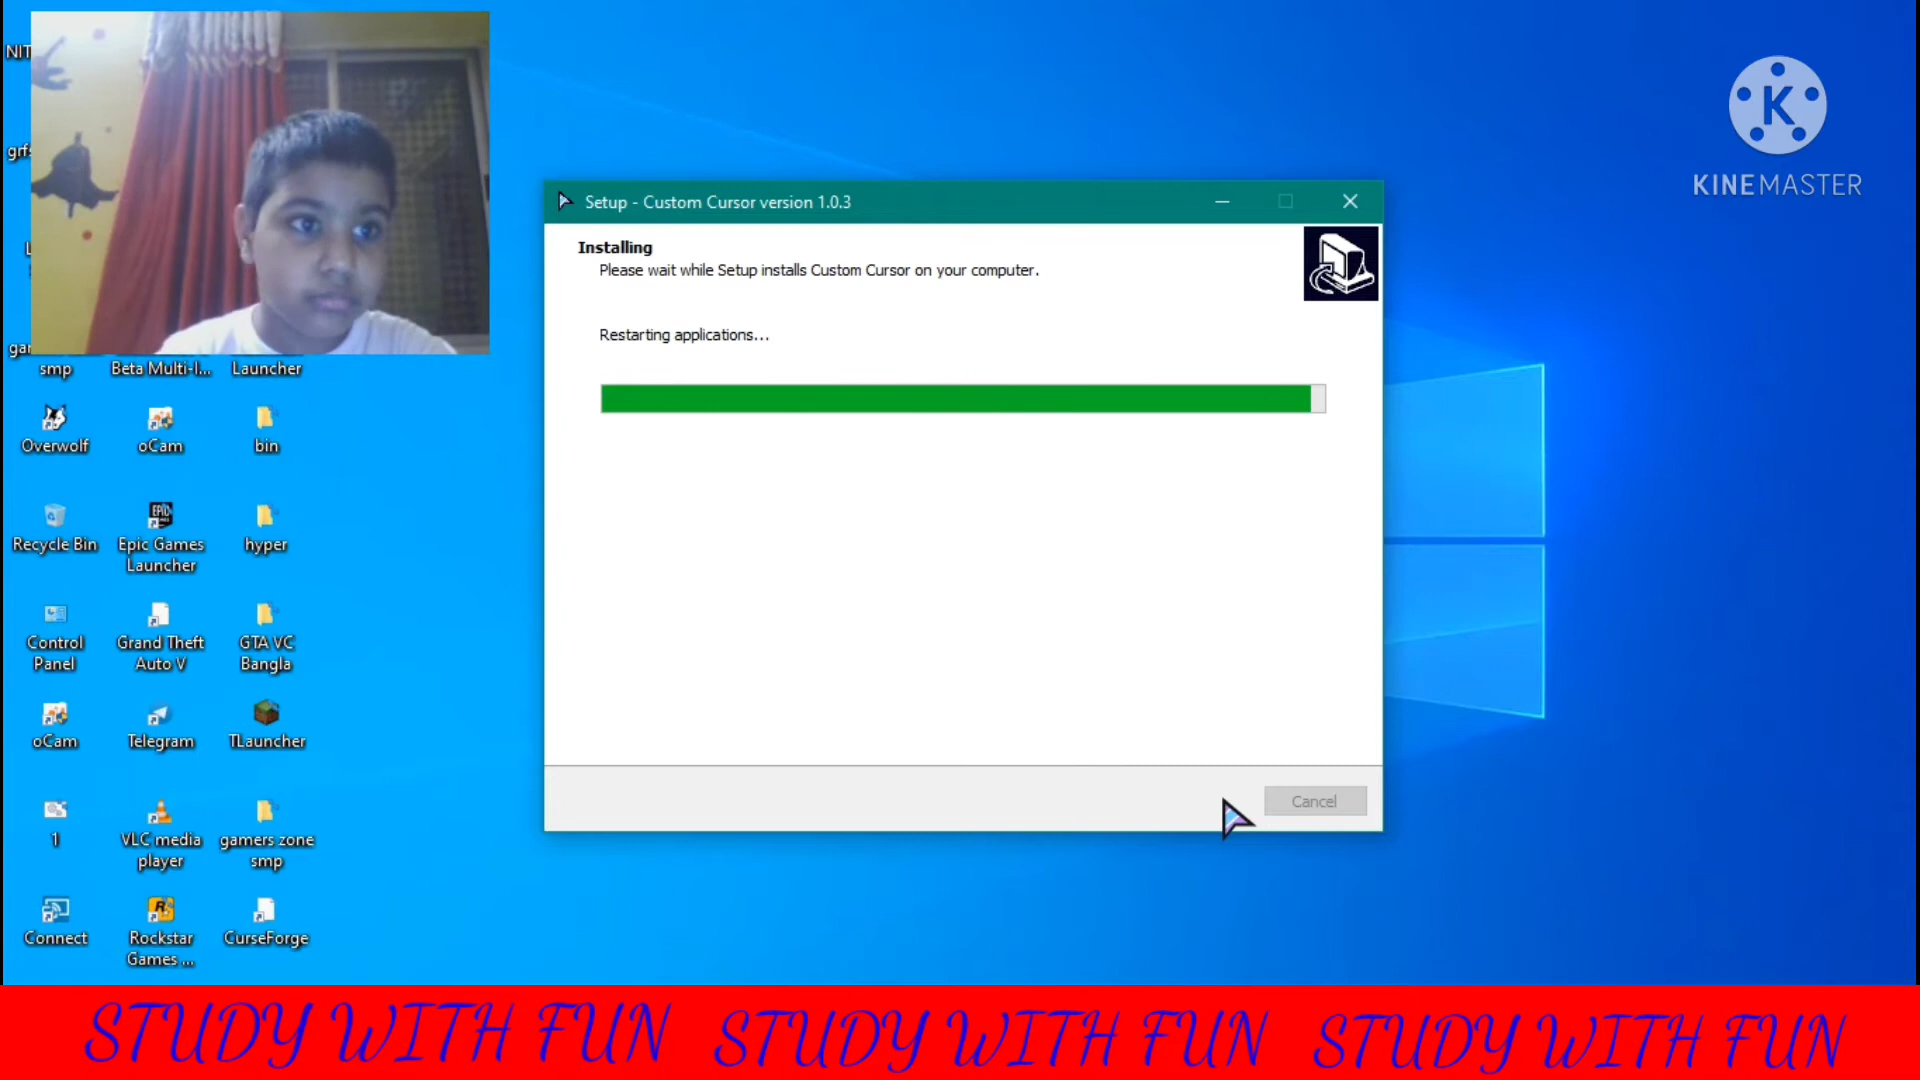 NIT
grfs
L
gar
smp
Beta Multi-I...
Launcher
Overwolf
oCam
bin
Recycle Bin
Epic Games
Launcher
hyper
Control
Panel
Grand Theft
Auto V
GTA VC
Bangla
oCam
Telegram
TLauncher
1
VLC media
player
gamers zone
smp
Connect
Rockstar
Games ...
CurseForge
Setup - Custom Cursor version 1.0.3
Installing
Please wait while Setup installs Custom Cursor on your computer.
Restarting applications...
Cancel
K
KINEMASTER
STUDY WITH FUN STUDY WITH FUN STUDY WITH FUN